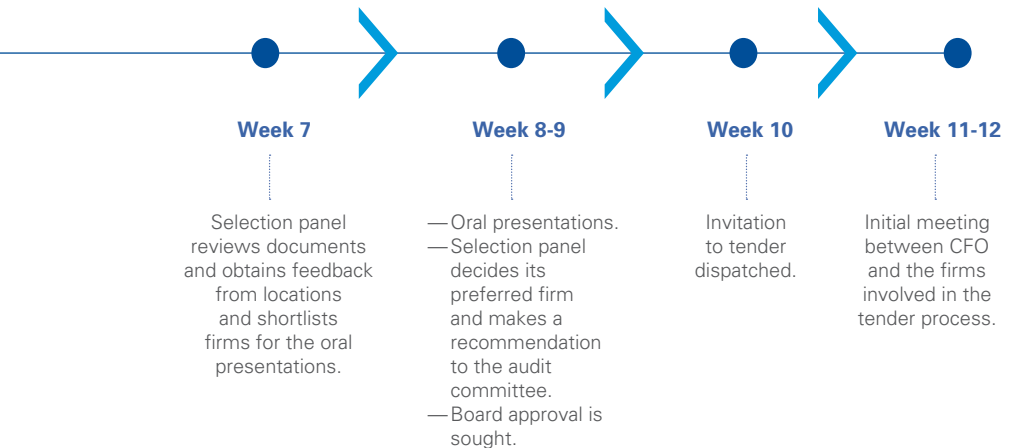 Week 7
Selection panel
reviews documents
and obtains feedback
from locations
and shortlists
firms for the oral
presentations.
Week 8-9
—Oral presentations.
—Selection panel
decides its
preferred firm
and makes a
recommendation
to the audit
committee.
—Board approval is
sought.
Week 10
Invitation
to tender
dispatched.
Week 11-12
Initial meeting
between CFO
and the firms
involved in the
tender process.